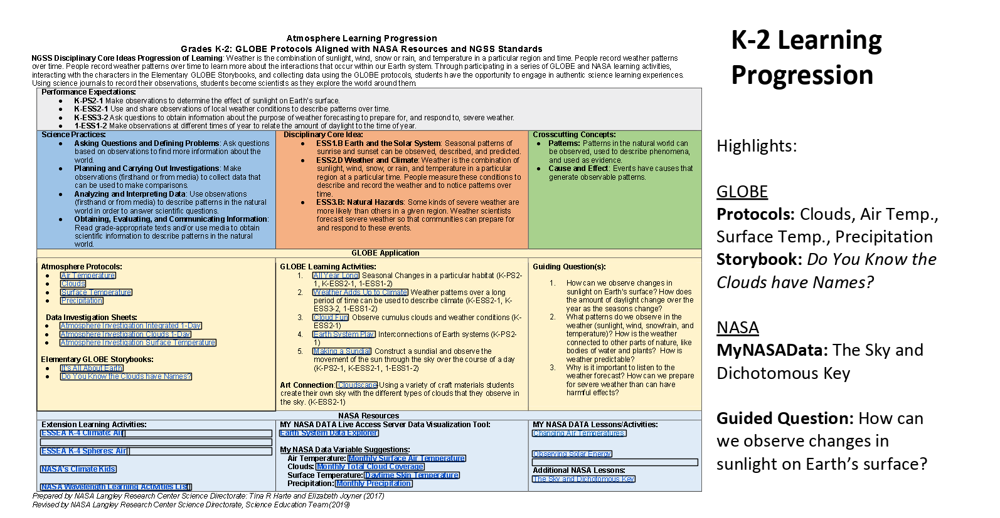 Atmosphere Learning Progression
Grades K-2: GLOBE Protocols Aligned with NASA Resources and NGSS Standards
NGSS Disciplinary Core Ideas Progression of Learning: Weather is the combination of sunlight, wind, snow or rain, and temperature in a particular region and time. People record weather patterns
over time. People record weather patterns over time to learn more about the interactions that occur within our Earth system. Through participating in a series of GLOBE and NASA learning activities,
interacting with the characters in the Elementary GLOBE Storybooks, and collecting data using the GLOBE protocols, students have the opportunity to engage in authentic science learning experiences.
Using science journals to record their observations, students become scientists as they explore the world around them.
Performance Expectations:
● K-PS2-1 Make observations to determine the effect of sunlight on Earth's surface.
● K-ESS2-1 Use and share observations of local weather conditions to describe patterns over time.
● K-ESS3-2 Ask questions to obtain information about the purpose of weather forecasting to prepare for, and respond to, severe weather.
● 1-ESS1-2 Make observations at different times of year to relate the amount of daylight to the time of year.
Science Practices:
● Asking Questions and Defining Problems: Ask questions
based on observations to find more information about the
world.
● Planning and Carrying Out Investigations: Make
observations (firsthand or from media) to collect data that
can be used to make comparisons.
● Analyzing and Interpreting Data: Use observations
(firsthand or from media) to describe patterns in the natural
world in order to answer scientific questions.
● Obtaining, Evaluating, and Communicating Information:
Read grade-appropriate texts and/or use media to obtain
scientific information to describe patterns in the natural
world.
Disciplinary Core Idea:
● ESS1.B Earth and the Solar System: Seasonal patterns of
sunrise and sunset can be observed, described, and predicted.
● ESS2.D Weather and Climate: Weather is the combination of
sunlight, wind, snow, or rain, and temperature in a particular
region at a particular time. People measure these conditions to
describe and record the weather and to notice patterns over
time.
● ESS3.B: Natural Hazards: Some kinds of severe weather are
more likely than others in a given region. Weather scientists
forecast severe weather so that communities can prepare for
and respond to these events.
Crosscutting Concepts:
● Patterns: Patterns in the natural world can
be observed, used to describe phenomena,
and used as evidence.
● Cause and Effect: Events have causes that
generate observable patterns.
GLOBE Application
Atmosphere Protocols:
● Air Temperature
● Clouds
● Surface Temperature
● Precipitation
Data Investigation Sheets:
● Atmosphere Investigation Integrated 1-Day
● Atmosphere Investigation Clouds 1-Day
● Atmosphere Investigation Surface Temperature
Elementary GLOBE Storybooks:
● It's All About Earth
● Do You Know the Clouds have Names?
GLOBE Learning Activities:
1. All Year Long Seasonal Changes in a particular habitat (K-PS2-
1, K-ESS2-1, 1-ESS1-2)
2. Weather Adds Up to Climate Weather patterns over a long
period of time can be used to describe climate (K-ESS2-1, K-
ESS3-2, 1-ESS1-2)
3. Cloud Fun Observe cumulus clouds and weather conditions (K-
ESS2-1)
4. Earth System Play Interconnections of Earth systems (K-PS2-
1)
5. Making a Sundial Construct a sundial and observe the
movement of the sun through the sky over the course of a day
(K-PS2-1, K-ESS2-1, 1-ESS1-2)
Art Connection: Cloudscape Using a variety of craft materials students
create their own sky with the different types of clouds that they observe in
the sky. (K-ESS2-1)
Guiding Question(s):
1. How can we observe changes in
sunlight on Earth's surface? How does
the amount of daylight change over the
year as the seasons change?
2. What patterns do we observe in the
weather (sunlight, wind, snow/rain, and
temperature)? How is the weather
connected to other parts of nature, like
bodies of water and plants? How is
weather predictable?
3. Why is it important to listen to the
weather forecast? How can we prepare
for severe weather than can have
harmful effects?
NASA Resources
Extension Learning Activities:
ESSEA K-4 Climate: Air
ESSEA K-4 Spheres: Air
NASA's Climate Kids
NASA Wavelength Learning Activities List
MY NASA DATA Live Access Server Data Visualization Tool:
Earth System Data Explorer
My NASA Data Variable Suggestions:
Air Temperature: Monthly Surface Air Temperature
Clouds: Monthly Total Cloud Coverage
Surface Temperature: Daytime Skin Temperature
Precipitation: Monthly Precipitation
MY NASA DATA Lessons/Activities:
Changing Air Temperatures
Observing Solar Energy
Additional NASA Lessons:
The Sky and Dichotomous Key
Prepared by NASA Langley Research Center Science Directorate: Tina R Harte and Elizabeth Joyner (2017)
Revised by NASA Langley Research Center Science Directorate, Science Education Team (2019)
K-2 Learning
Progression
Highlights:
GLOBE
Protocols: Clouds, Air Temp.,
Surface Temp., Precipitation
Storybook: Do You Know the
Clouds have Names?
NASA
MyNASAData: The Sky and
Dichotomous Key
Guided Question: How can
we observe changes in
sunlight on Earth's surface?